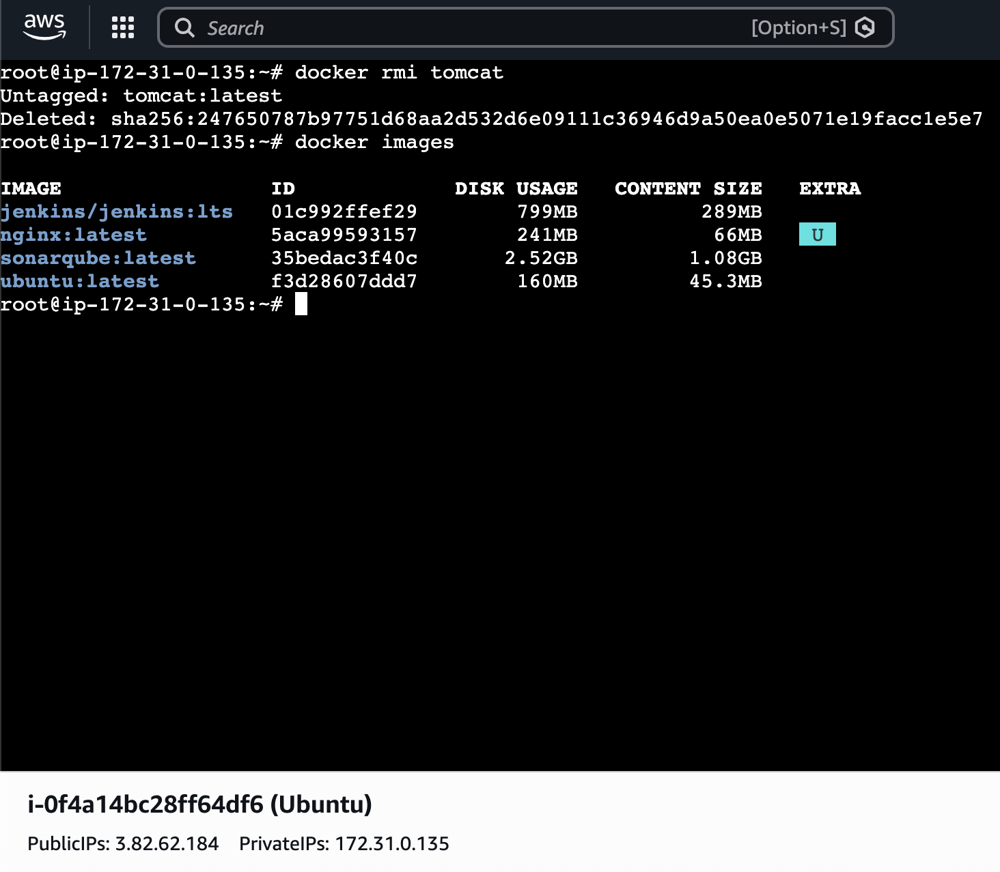 aws
Search [Option+S]
root@ip-172-31-0-135:~# docker rmi tomcat
Untagged: tomcat:latest
Deleted: sha256:247650787b97751d68aa2d532d6e09111c36946d9a50ea0e5071e19facc1e5e7
root@ip-172-31-0-135:~# docker images
IMAGE ID DISK USAGE CONTENT SIZE EXTRA
jenkins/jenkins:lts 01c992ffef29 799MB 289MB
nginx:latest 5aca99593157 241MB 66MB U
sonarqube:latest 35bedac3f40c 2.52GB 1.08GB
ubuntu:latest f3d28607ddd7 160MB 45.3MB
root@ip-172-31-0-135:~#
i-0f4a14bc28ff64df6 (Ubuntu)
PublicIPs: 3.82.62.184 PrivateIPs: 172.31.0.135